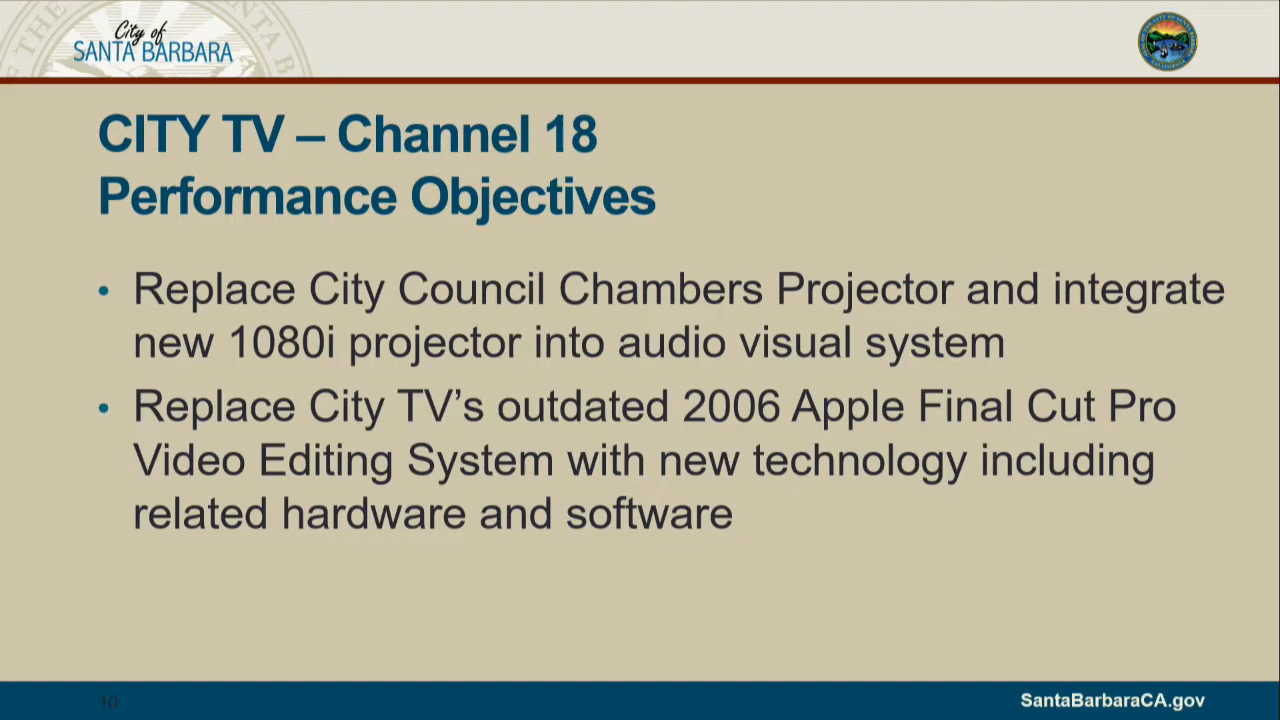 City of
SANTA BARBARA
CITY TV – Channel 18
Performance Objectives
• Replace City Council Chambers Projector and integrate
new 1080i projector into audio visual system
• Replace City TV’s outdated 2006 Apple Final Cut Pro
Video Editing System with new technology including
related hardware and software
10
SantaBarbaraCA.gov